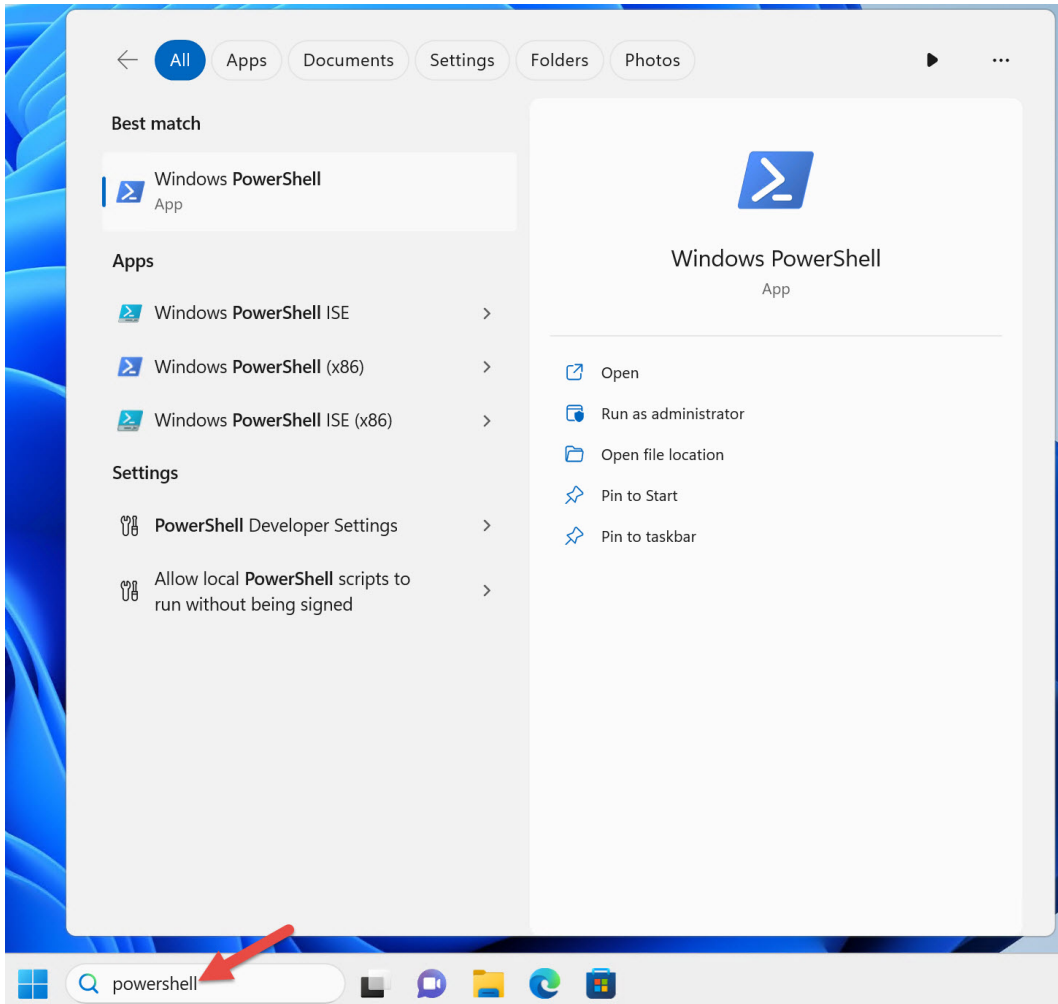 All
Apps
Documents
Settings
Folders
Photos
Best match
Windows PowerShell
App
Apps
Windows PowerShell ISE
Windows PowerShell (x86)
Windows PowerShell ISE (x86)
Settings
PowerShell Developer Settings
Allow local PowerShell scripts to
run without being signed
Windows PowerShell
App
Open
Run as administrator
Open file location
Pin to Start
Pin to taskbar
powershell